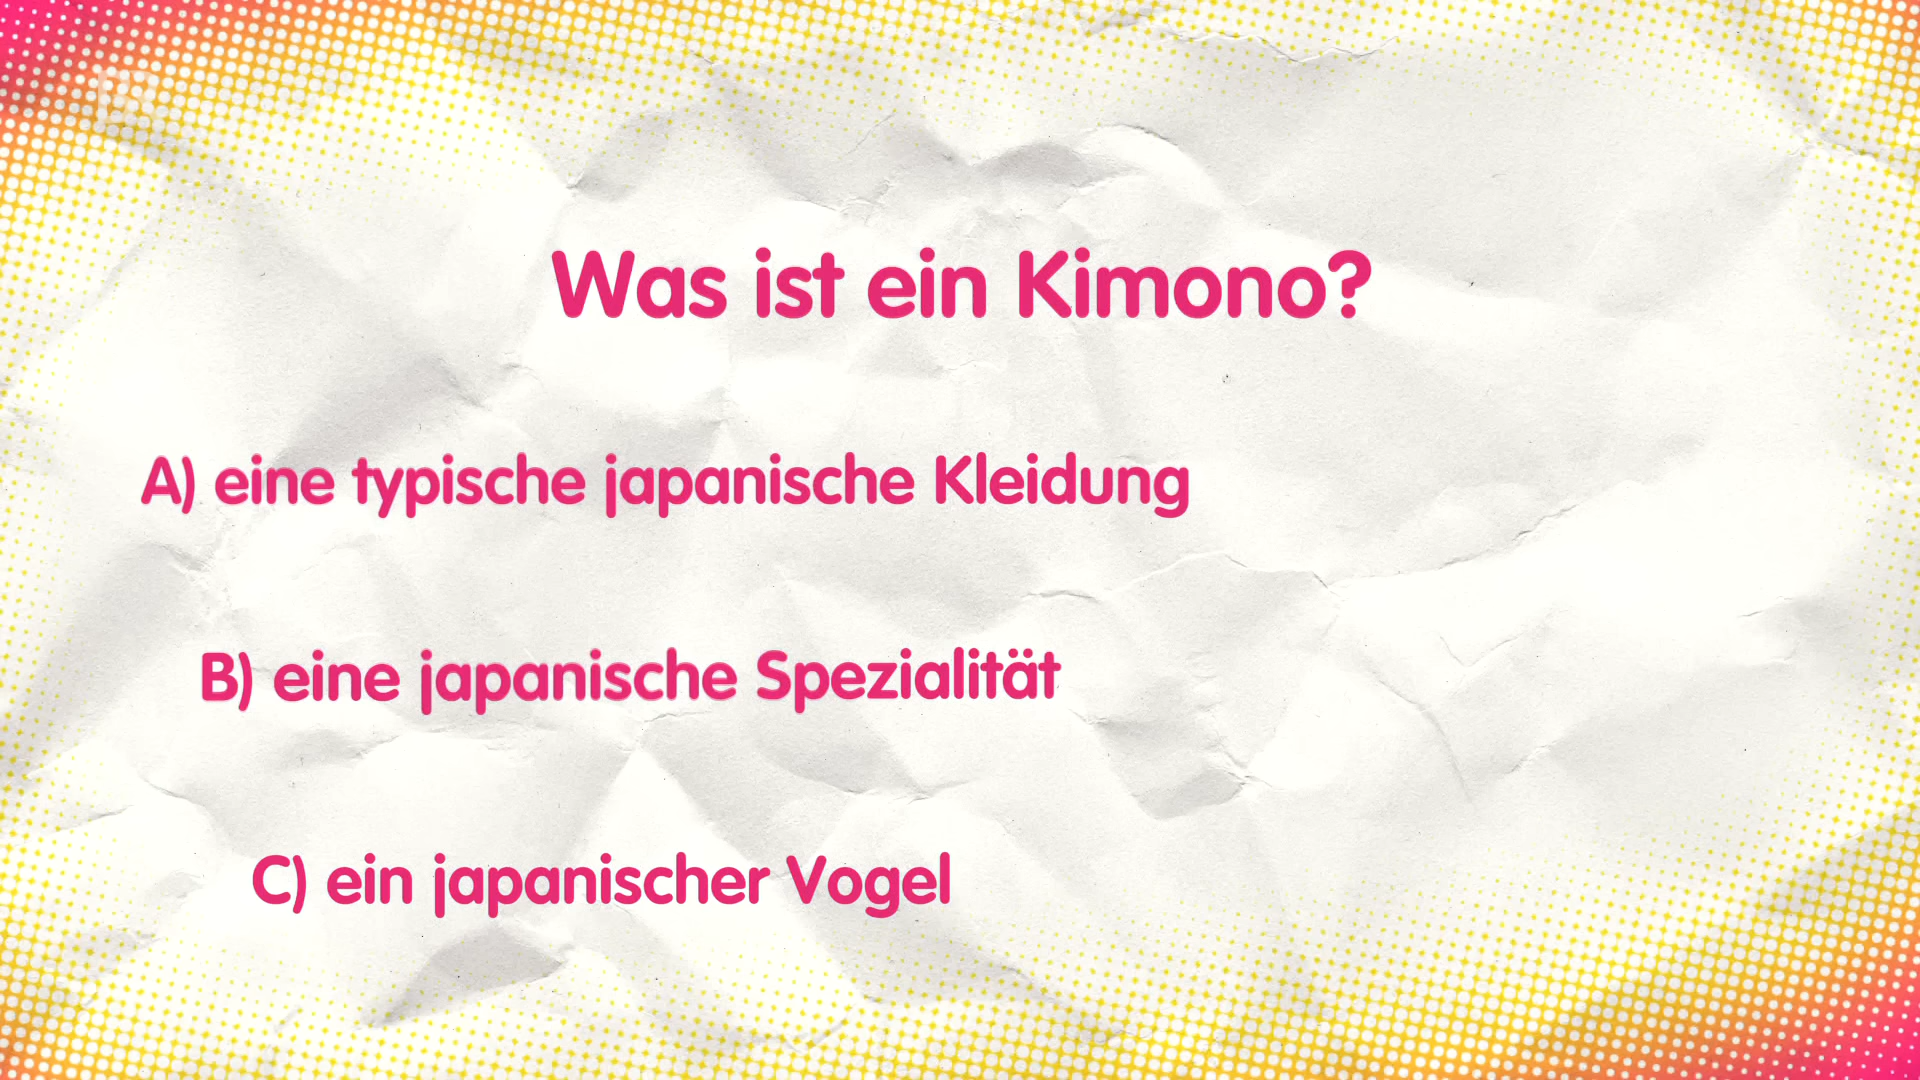 Was ist ein Kimono?
A) eine typische japanische Kleidung
B) eine japanische Spezialität
C) ein japanischer Vogel